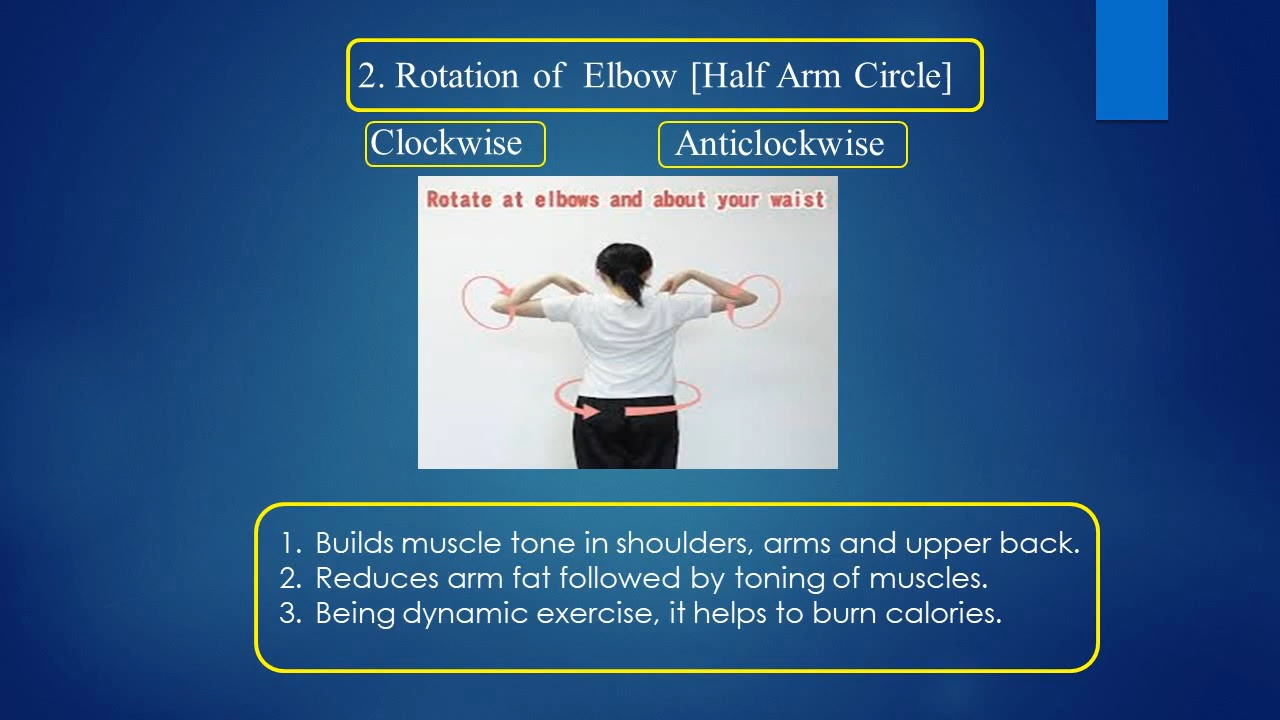 2. Rotation of Elbow [Half Arm Circle]
Clockwise
Anticlockwise
Rotate at elbows and about your waist
1. Builds muscle tone in shoulders, arms and upper back.
2. Reduces arm fat followed by toning of muscles.
3. Being dynamic exercise, it helps to burn calories.